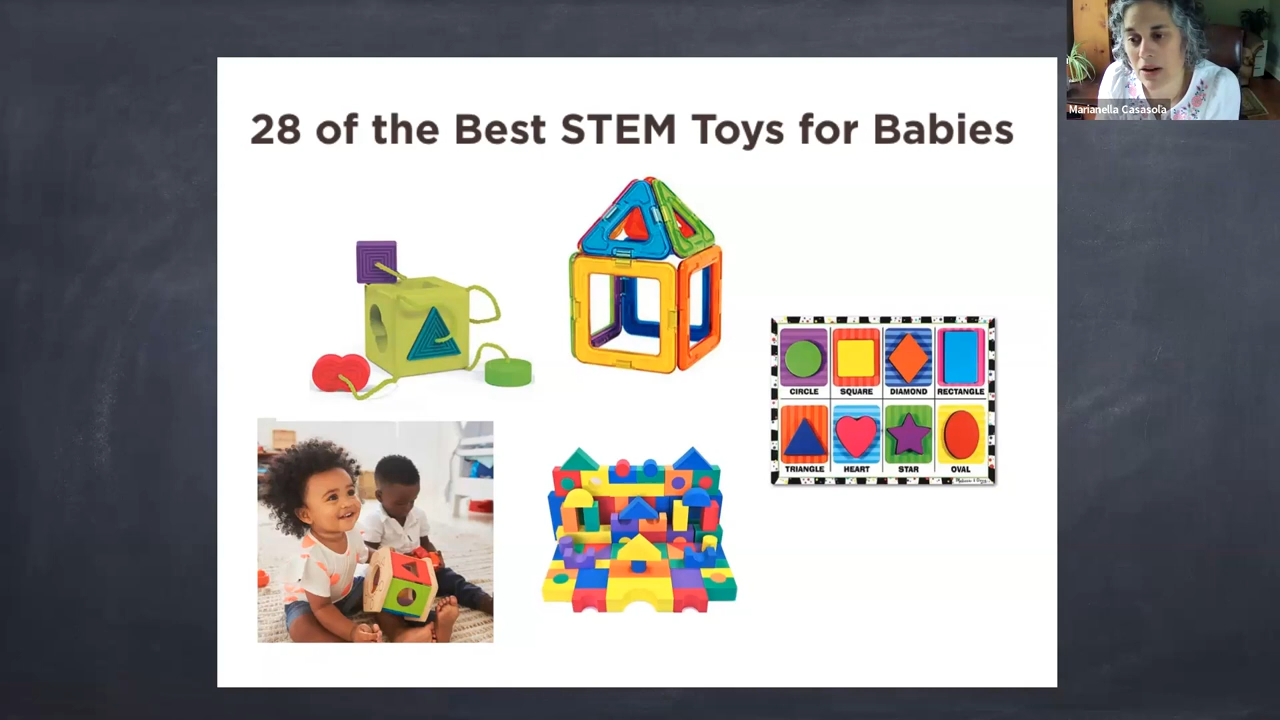 28 of the Best STEM Toys for Babies
Marianella Casasola
CIRCLE SQUARE DIAMOND RECTANGLE
TRIANGLE HEART STAR OVAL